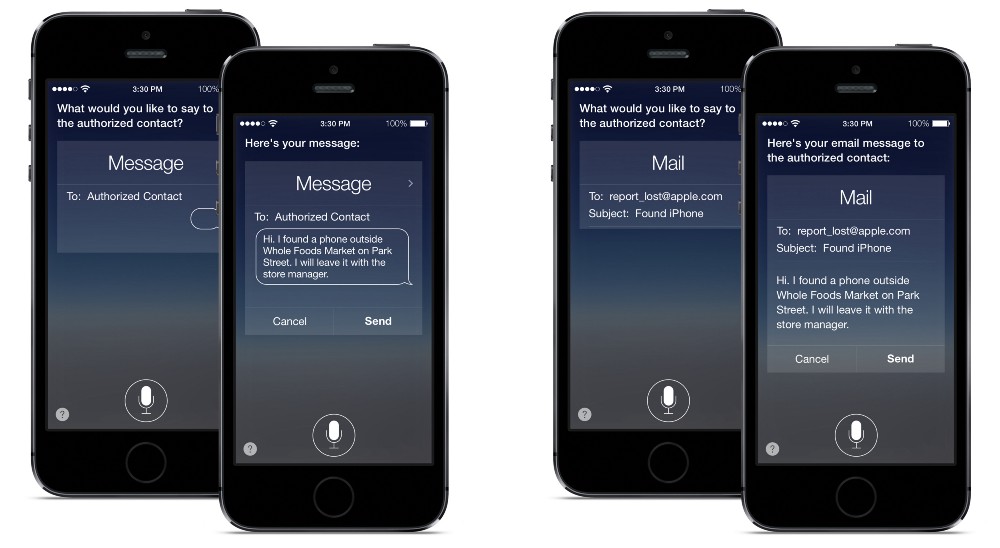 3:30 PM 100%
What would you like to say to
the authorized contact?
Message
To: Authorized Contact
?
3:30 PM 100%
Here's your message:
Message >
To: Authorized Contact
Hi. I found a phone outside
Whole Foods Market on Park
Street. I will leave it with the
store manager.
Cancel Send
?
3:30 PM 100%
What would you like to say to
the authorized contact?
Mail
To: report_lost@apple.com
Subject: Found iPhone
?
3:30 PM 100%
Here's your email message to
the authorized contact:
Mail
To: report_lost@apple.com
Subject: Found iPhone
Hi. I found a phone outside
Whole Foods Market on Park
Street. I will leave it with the
store manager.
Cancel Send
?